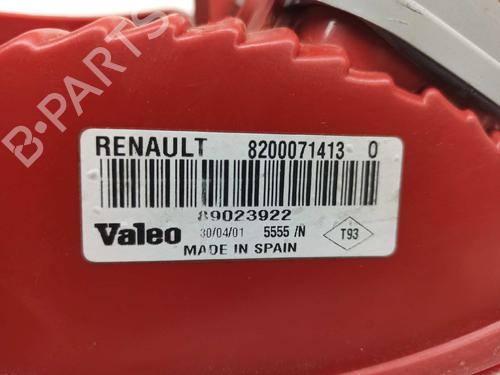 RENAULT 8200071413 0
89023922
Valeo 30/04/01 5555 /N T93
MADE IN SPAIN
B-PARTS